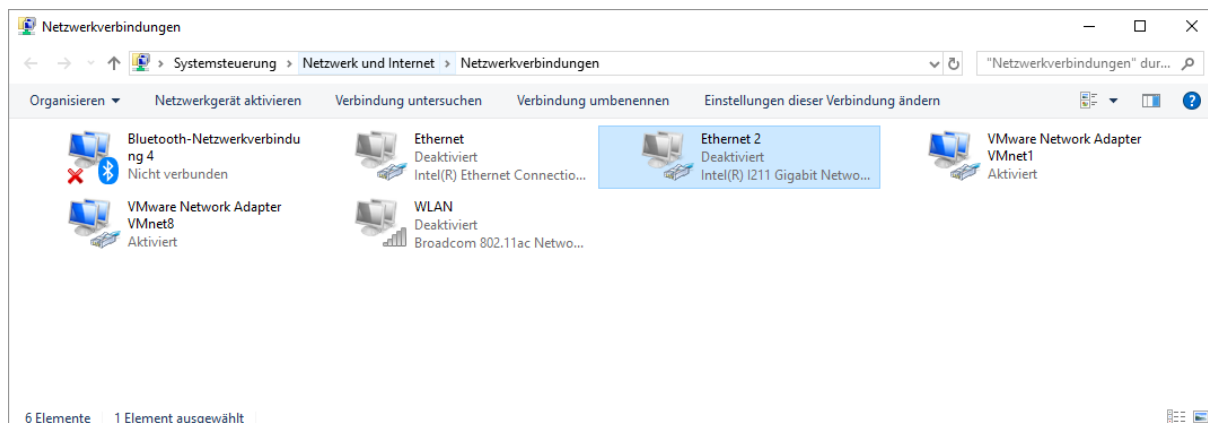 Netzwerkverbindungen
Systemsteuerung > Netzwerk und Internet > Netzwerkverbindungen
"Netzwerkverbindungen" dur...
Organisieren Netzwerkgerät aktivieren Verbindung untersuchen Verbindung umbenennen Einstellungen dieser Verbindung ändern
Bluetooth-Netzwerkverbindu
ng 4
Nicht verbunden
Ethernet
Deaktiviert
Intel(R) Ethernet Connectio...
Ethernet 2
Deaktiviert
Intel(R) I211 Gigabit Netwo...
VMware Network Adapter
VMnet1
Aktiviert
VMware Network Adapter
VMnet8
Aktiviert
WLAN
Deaktiviert
Broadcom 802.11ac Netwo...
6 Elemente 1 Element ausgewählt